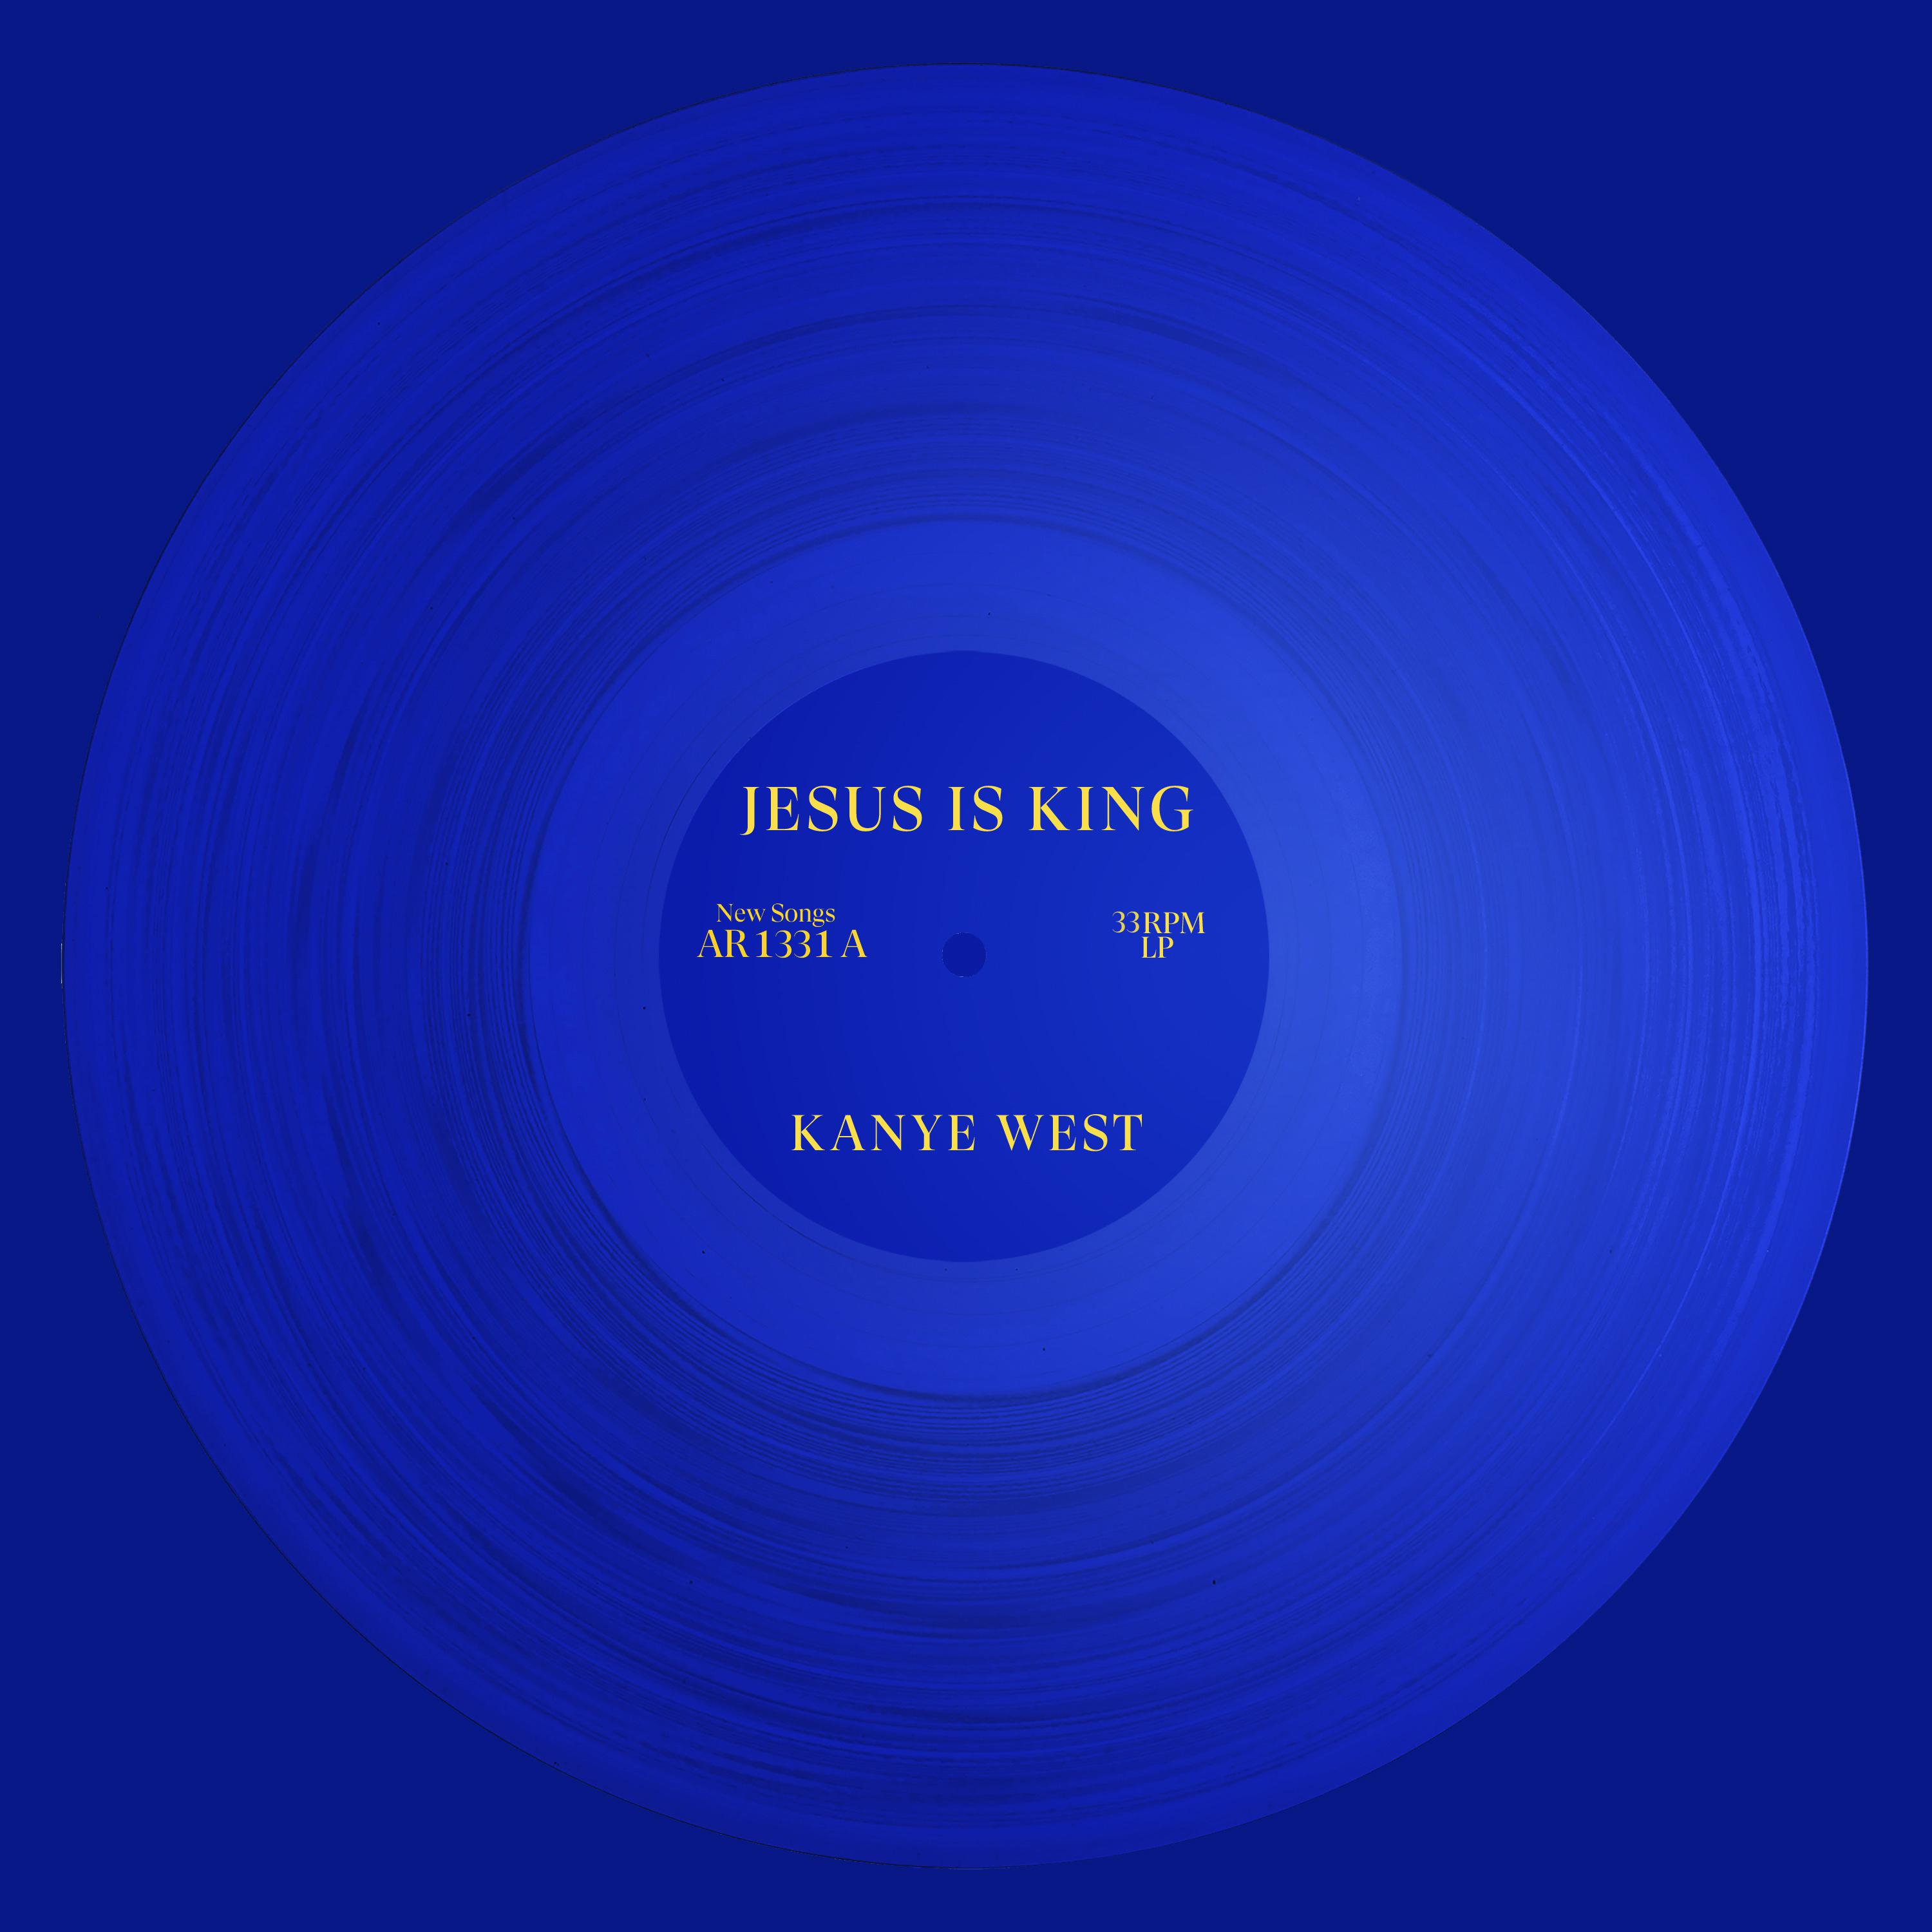 JESUS IS KING
New Songs
AR 1331 A
33RPM
LP
KANYE WEST